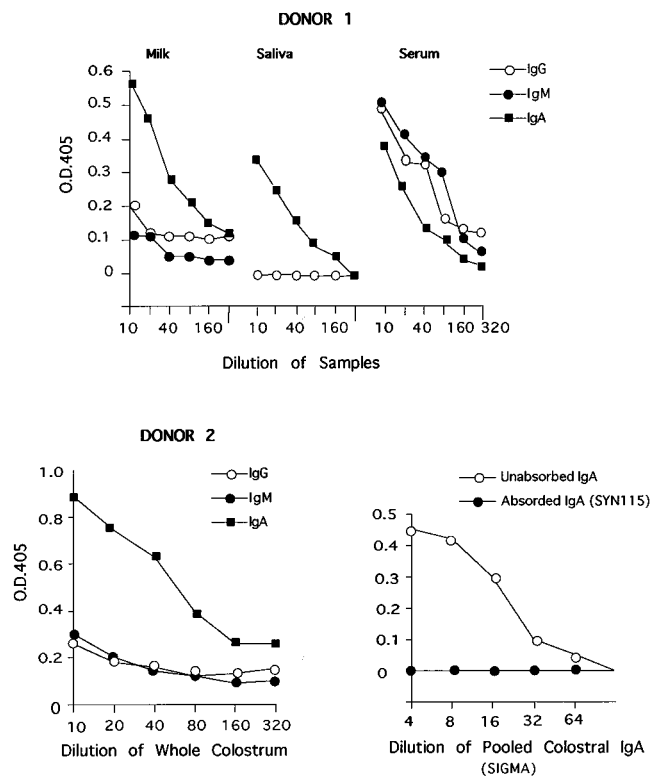 DONOR 1
Milk Saliva Serum
IgG
IgM
IgA
0.6
0.5
0.4
0.3
0.2
0.1
0
O.D.405
10 40 160 10 40 160 10 40 160 320
Dilution of Samples
DONOR 2
IgG
IgM
IgA
1.0
0.8
0.6
0.4
0.2
0
O.D.405
10 20 40 80 160 320
Dilution of Whole Colostrum
Unabsorbed IgA
Absorded IgA (SYN115)
0.5
0.4
0.3
0.2
0.1
0
4 8 16 32 64
Dilution of Pooled Colostral IgA
(SIGMA)